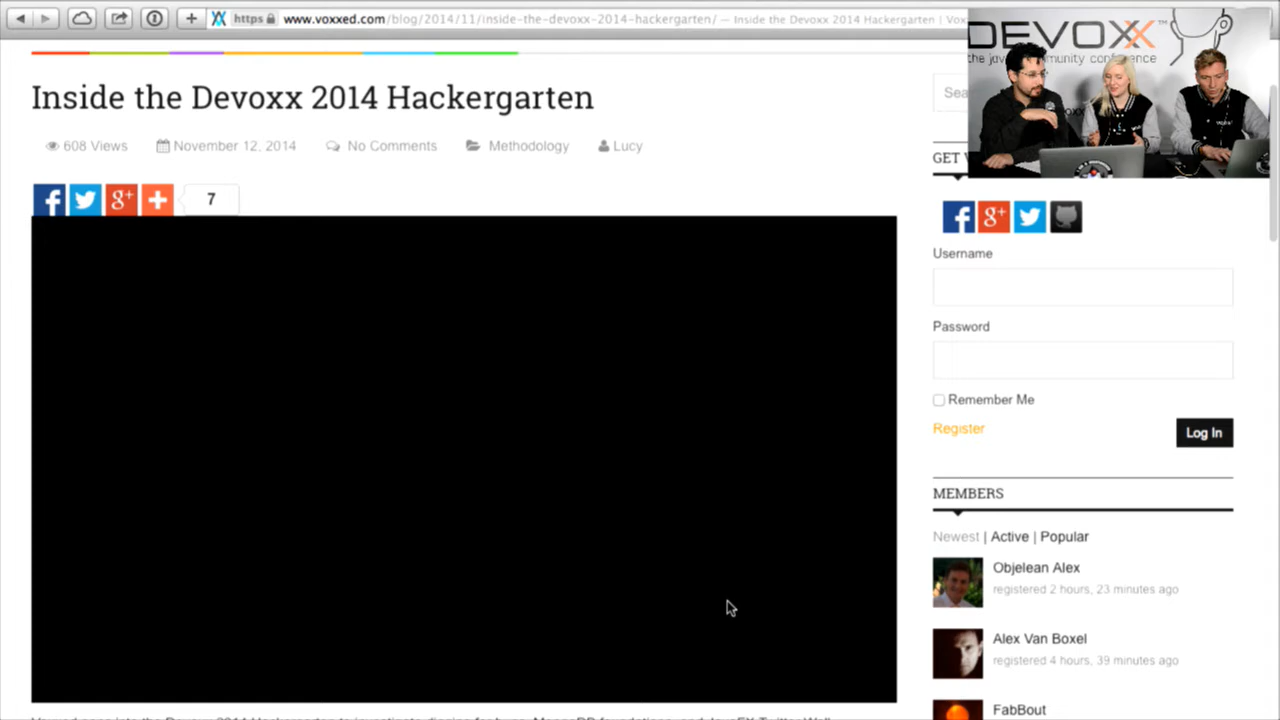 https www.voxxed.com/blog/2014/11/inside-the-devoxx-2014-hackergarten/ — Inside the Devoxx 2014 Hackergarten | Vox
DEVOXX™
the java community conference
Inside the Devoxx 2014 Hackergarten
608 Views November 12, 2014 No Comments Methodology Lucy
Sea
GET
7
Username
Password
Remember Me
Register
Log In
MEMBERS
Newest | Active | Popular
Objelean Alex
registered 2 hours, 23 minutes ago
Alex Van Boxel
registered 4 hours, 39 minutes ago
FabBout